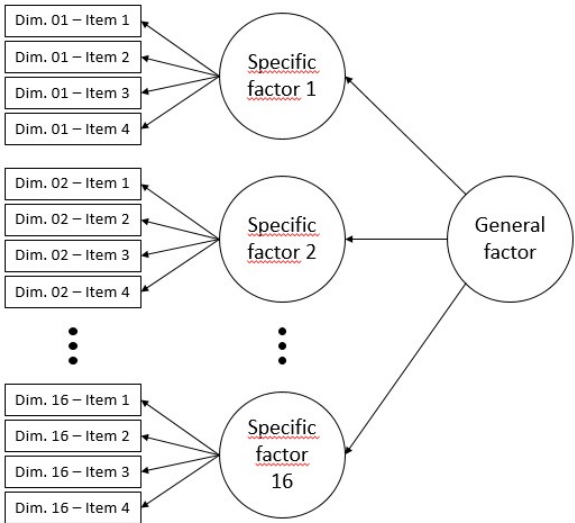 Dim. 01 – Item 1
Dim. 01 – Item 2
Dim. 01 – Item 3
Dim. 01 – Item 4
Specific
factor 1
Dim. 02 – Item 1
Dim. 02 – Item 2
Dim. 02 – Item 3
Dim. 02 – Item 4
Specific
factor 2
General
factor
Dim. 16 – Item 1
Dim. 16 – Item 2
Dim. 16 – Item 3
Dim. 16 – Item 4
Specific
factor
16